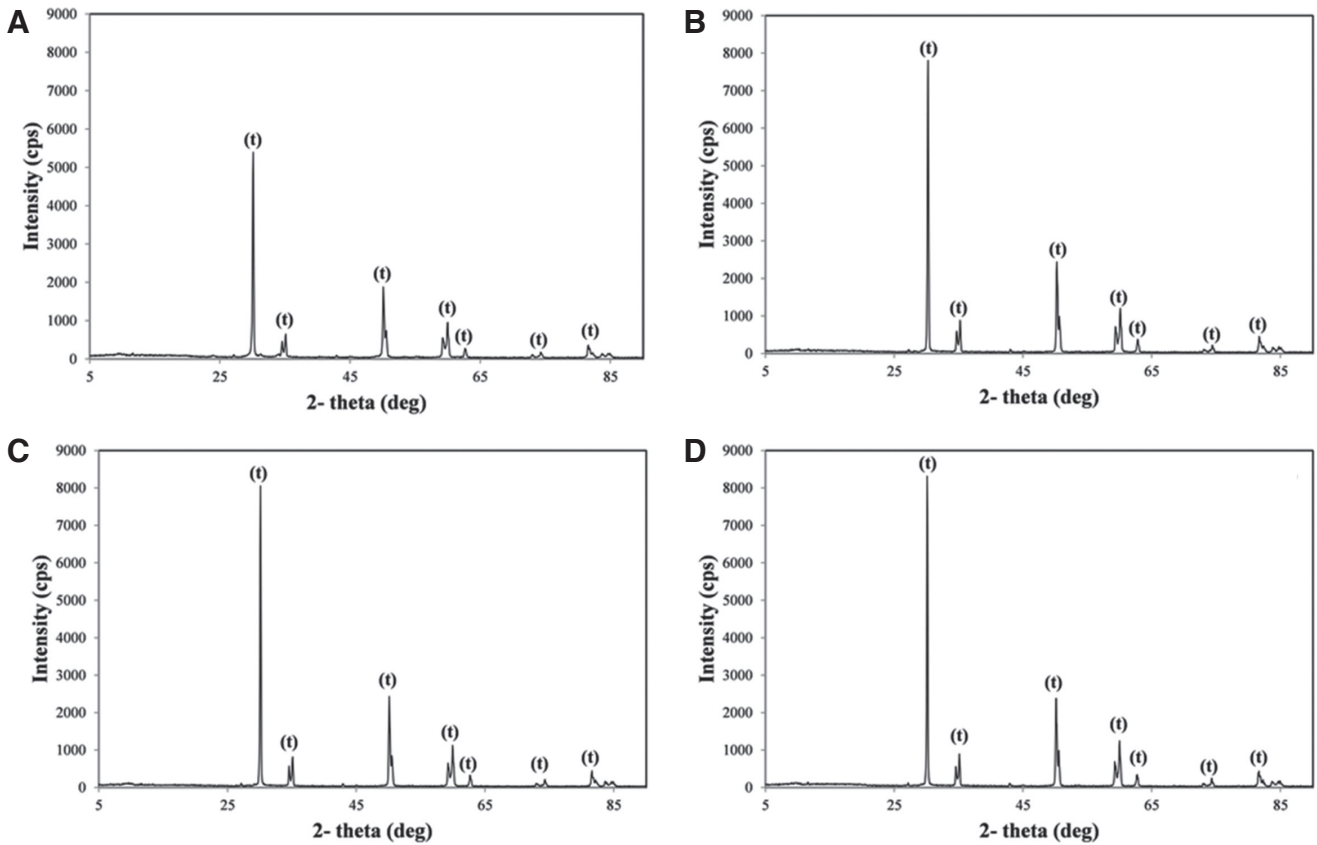 A
9000
8000
7000
6000
5000
4000
3000
2000
1000
0
Intensity (cps)
(t)
(t)
(t)
(t)
(t)
(t)
(t)
5 25 45 65 85
2- theta (deg)
B
9000
8000
7000
6000
5000
4000
3000
2000
1000
0
Intensity (cps)
(t)
(t)
(t)
(t)
(t)
(t)
(t)
5 25 45 65 85
2- theta (deg)
C
9000
8000
7000
6000
5000
4000
3000
2000
1000
0
Intensity (cps)
(t)
(t)
(t)
(t)
(t)
(t)
(t)
5 25 45 65 85
2- theta (deg)
D
9000
8000
7000
6000
5000
4000
3000
2000
1000
0
Intensity (cps)
(t)
(t)
(t)
(t)
(t)
(t)
(t)
5 25 45 65 85
2- theta (deg)